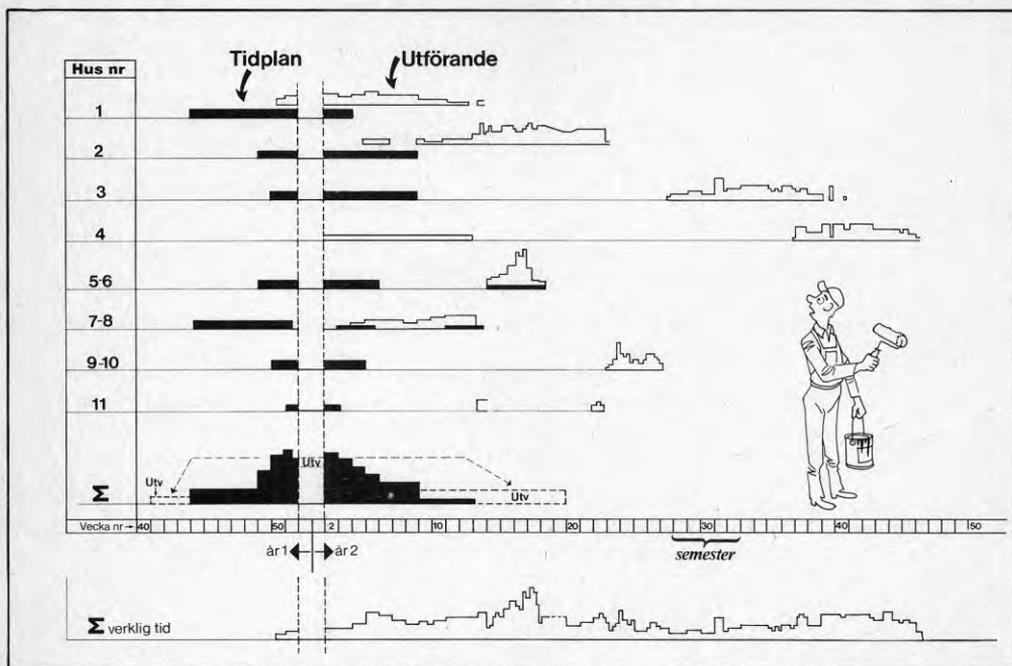 Tidplan
Utförande
Hus nr
1
2
3
4
5-6
7-8
9-10
11
Utv
Utv
Utv
Σ
Vecka nr 40 50 2 10 20 30 40 50
år 1 år 2
semester
Σ verklig tid